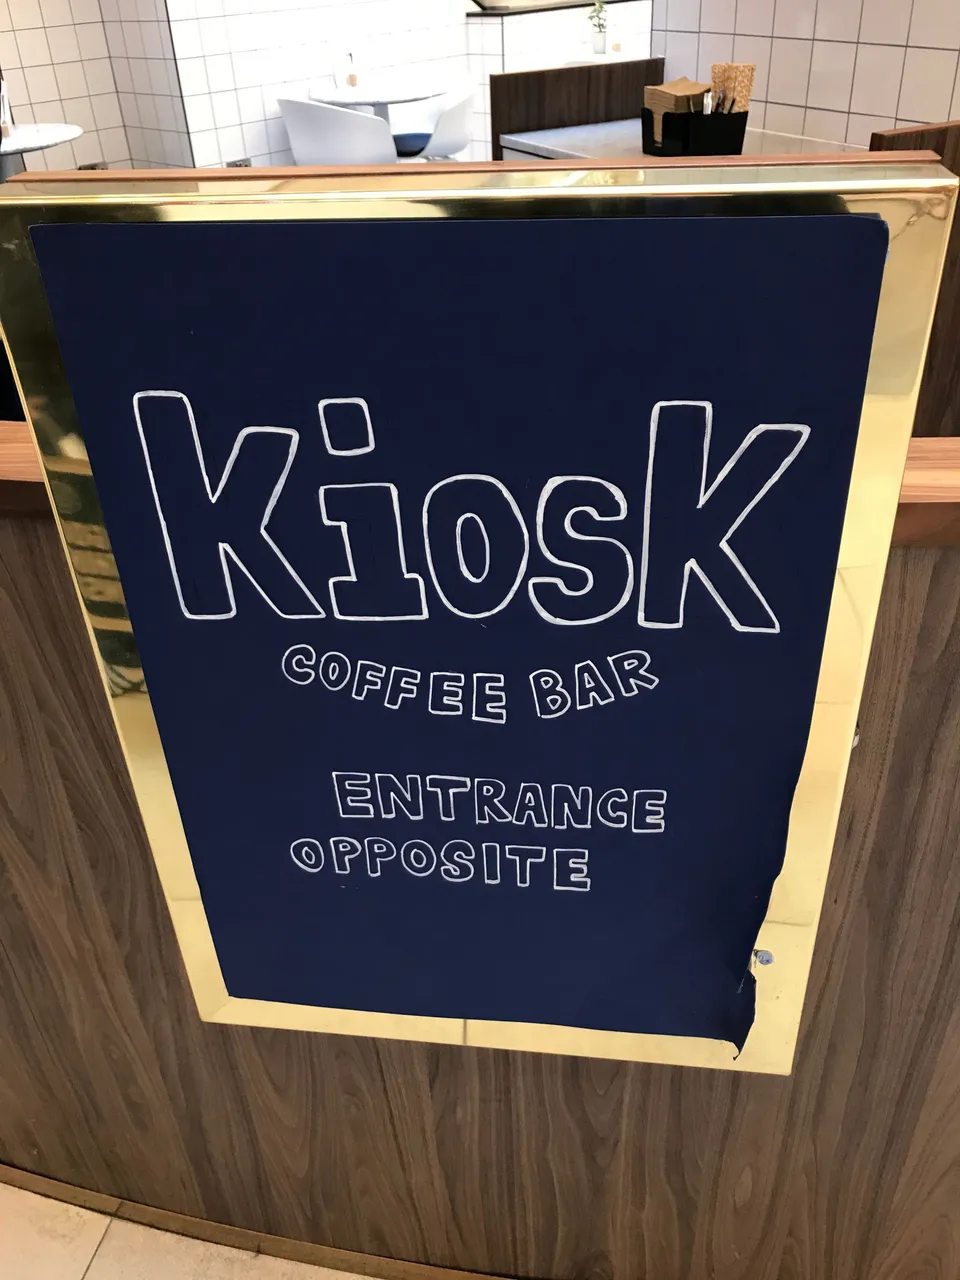 Kiosk
COFFEE BAR
ENTRANCE
OPPOSITE